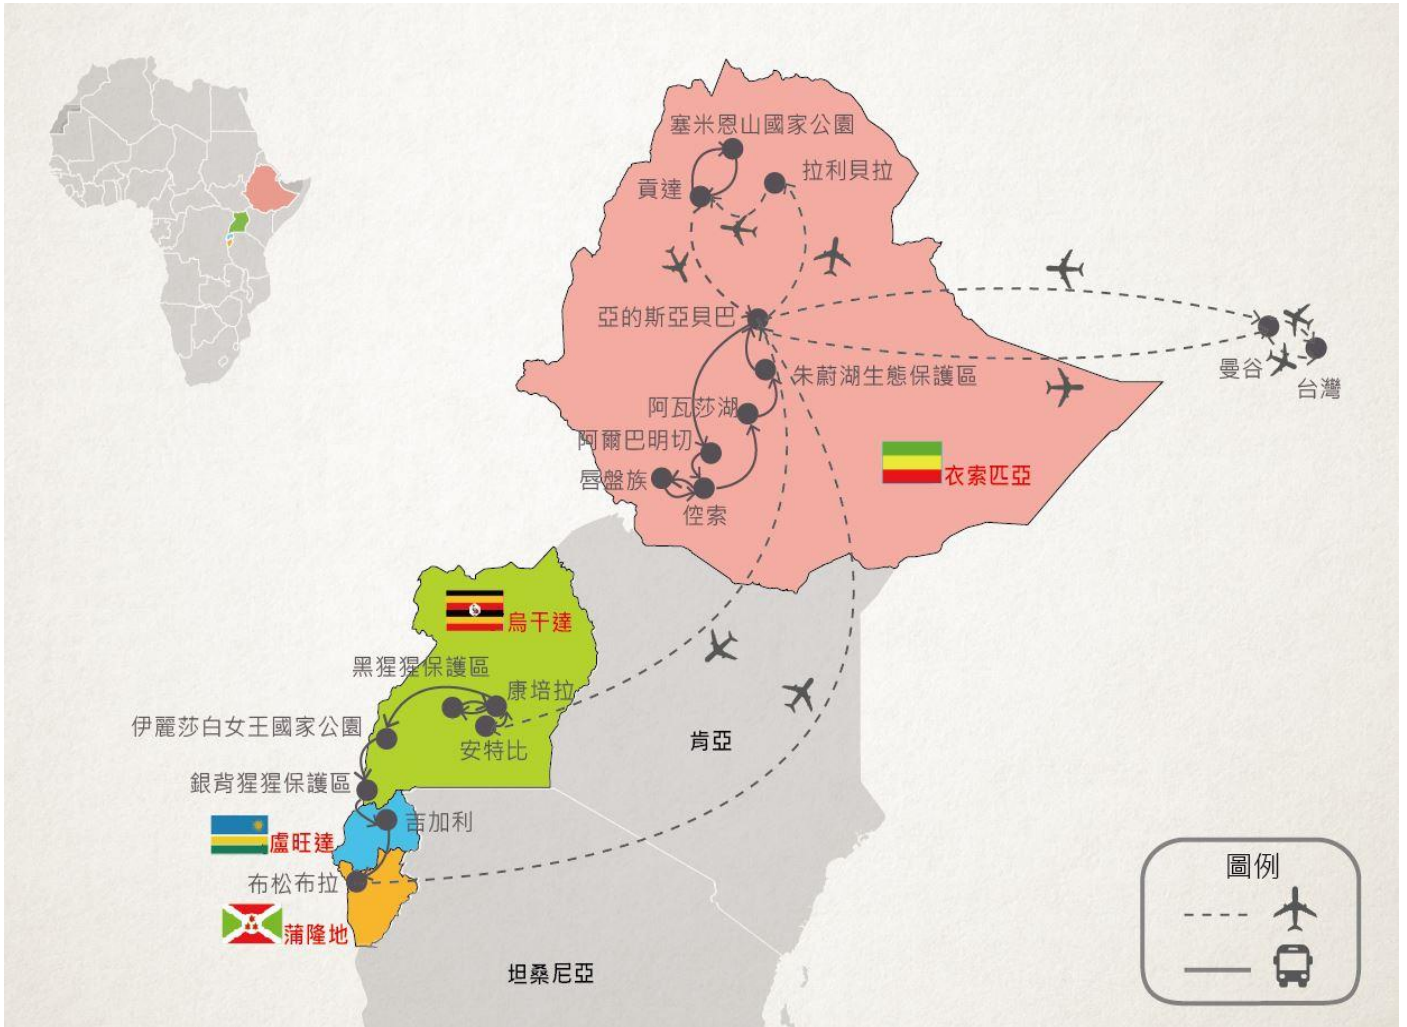 塞米恩山國家公園
拉利貝拉
貢達
亞的斯亞貝巴
曼谷
台灣
朱蔚湖生態保護區
阿瓦莎湖
阿爾巴明切
唇盤族
倥索
衣索匹亞
烏干達
黑猩猩保護區
康培拉
伊麗莎白女王國家公園
安特比
肯亞
銀背猩猩保護區
吉加利
盧旺達
布松布拉
蒲隆地
坦桑尼亞
圖例